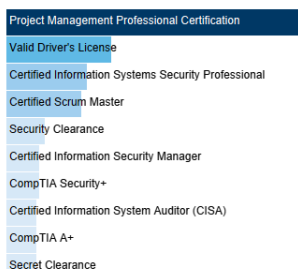 Project Management Professional Certification
Valid Driver's License
Certified Information Systems Security Professional
Certified Scrum Master
Security Clearance
Certified Information Security Manager
CompTIA Security+
Certified Information System Auditor (CISA)
CompTIA A+
Secret Clearance